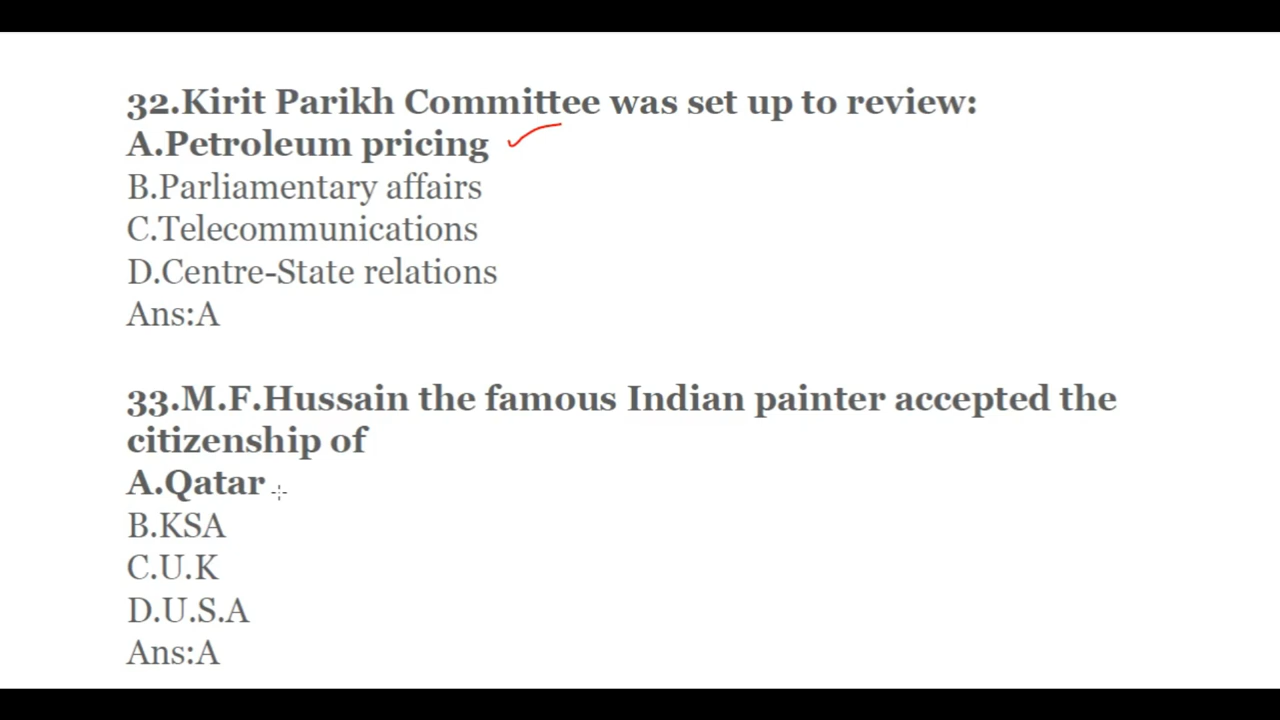 32.Kirit Parikh Committee was set up to review:
A.Petroleum pricing
B.Parliamentary affairs
C.Telecommunications
D.Centre-State relations
Ans:A
33.M.F.Hussain the famous Indian painter accepted the
citizenship of
A.Qatar
B.KSA
C.U.K
D.U.S.A
Ans:A